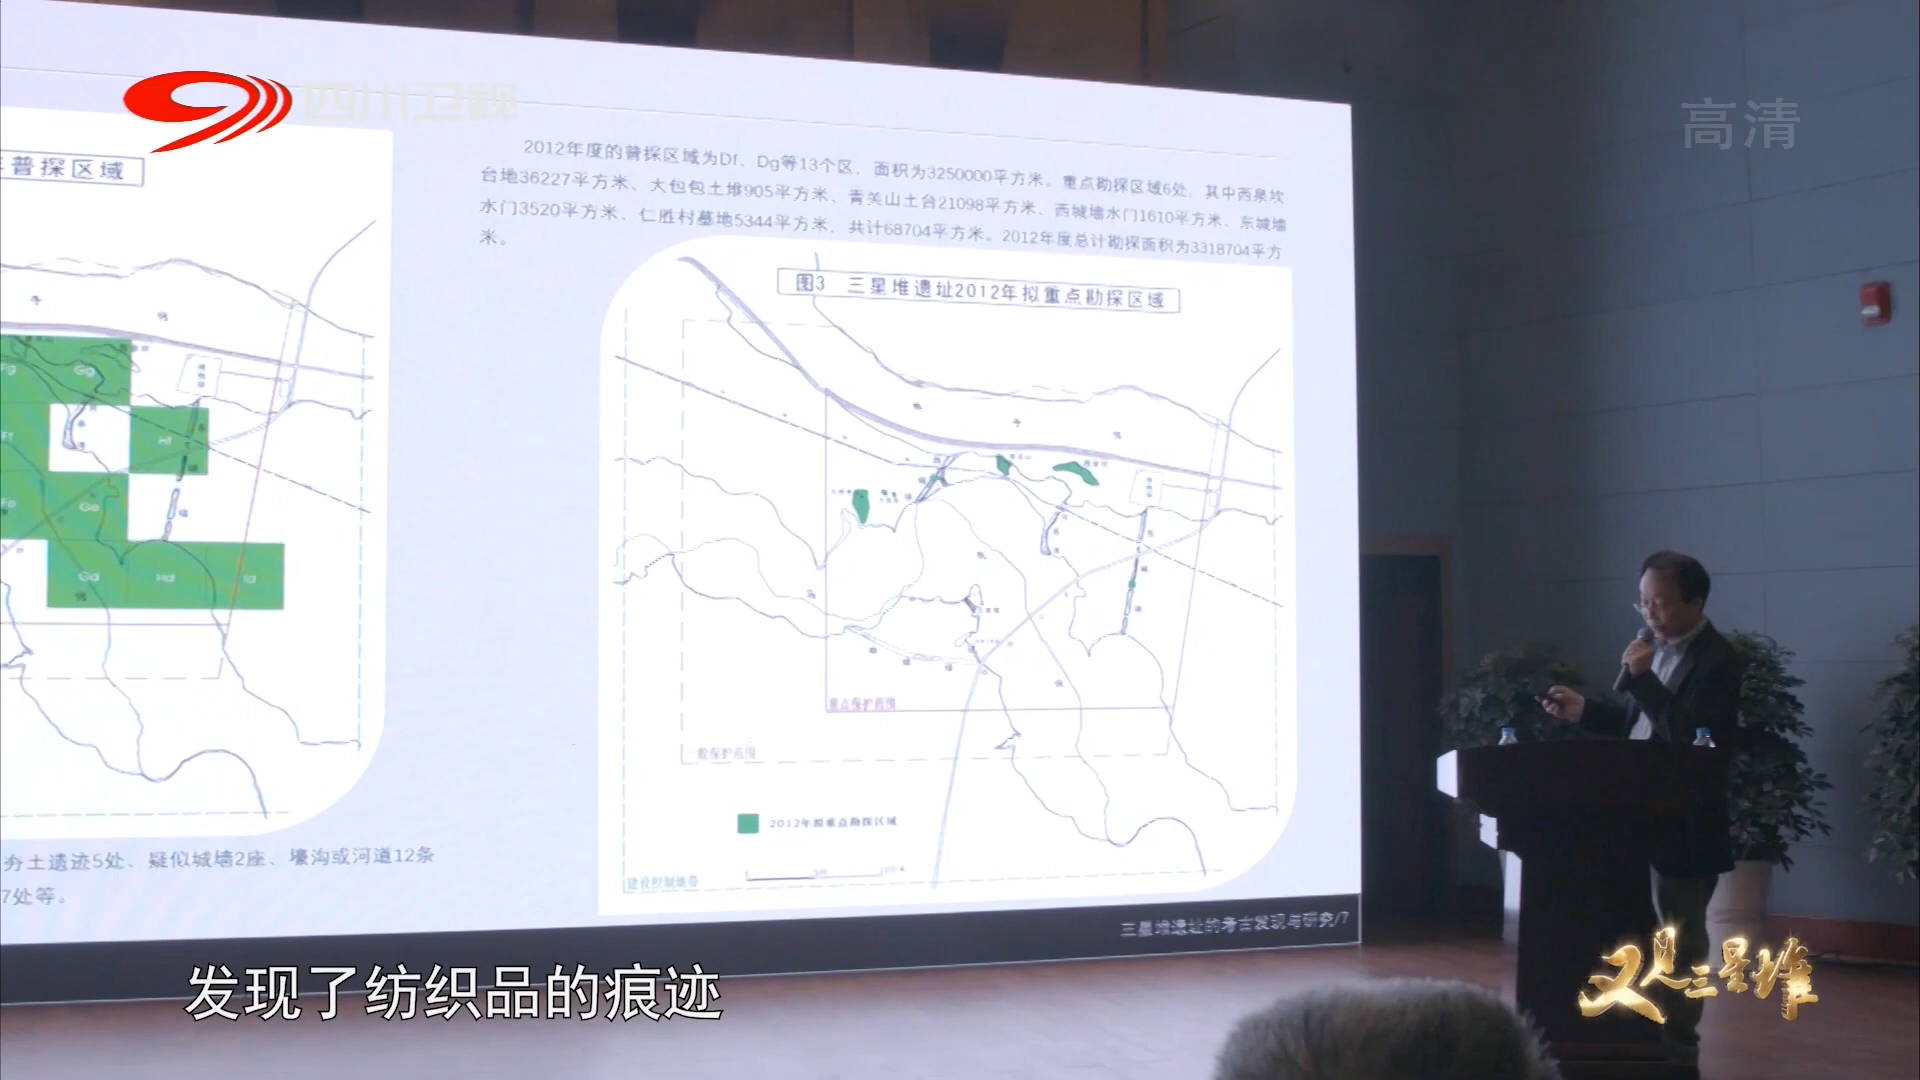 四川卫视
高清
普探区域
2012年度的普探区域为Df、Dg等13个区，面积为3250000平方米。重点勘探区域6处，其中西泉坎
台地36227平方米、大包包土堆905平方米、青关山土台21098平方米、西城墙水门1610平方米、东城墙
水门3520平方米、仁胜村墓地5344平方米，共计68704平方米。2012年度总计勘探面积为3318704平方
米。
图3 三星堆遗址2012年拟重点勘探区域
Gg
Hf
Gd
Hd
Id
重点保护范围
一般保护范围
2012年拟重点勘探区域
建设控制地带
夯土遗迹5处、疑似城墙2座、壕沟或河道12条
7处等。
三星堆遗址的考古发现与研究/7
发现了纺织品的痕迹
又见三星堆